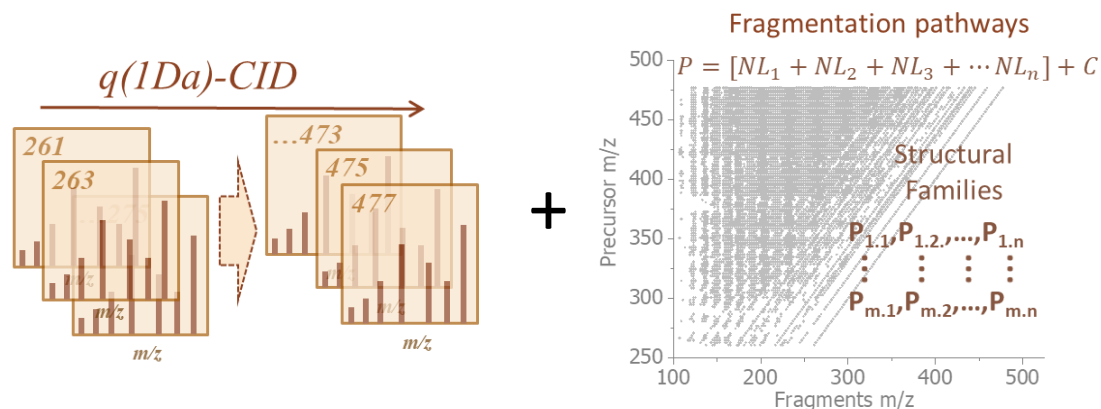 q(1Da)-CID
261
263
...275
m/z
m/z
m/z
...473
475
477
m/z
m/z
m/z
+
Fragmentation pathways
P = [NL₁ + NL₂ + NL₃ + ⋯ NLₙ] + C
Structural
Families
P₁.₁,P₁.₂.,...,P₁.ₙ
Pₘ.₁,Pₘ.₂,...,Pₘ.ₙ
Precursor m/z
500
450
400
350
300
250
100
200
300
400
500
Fragments m/z